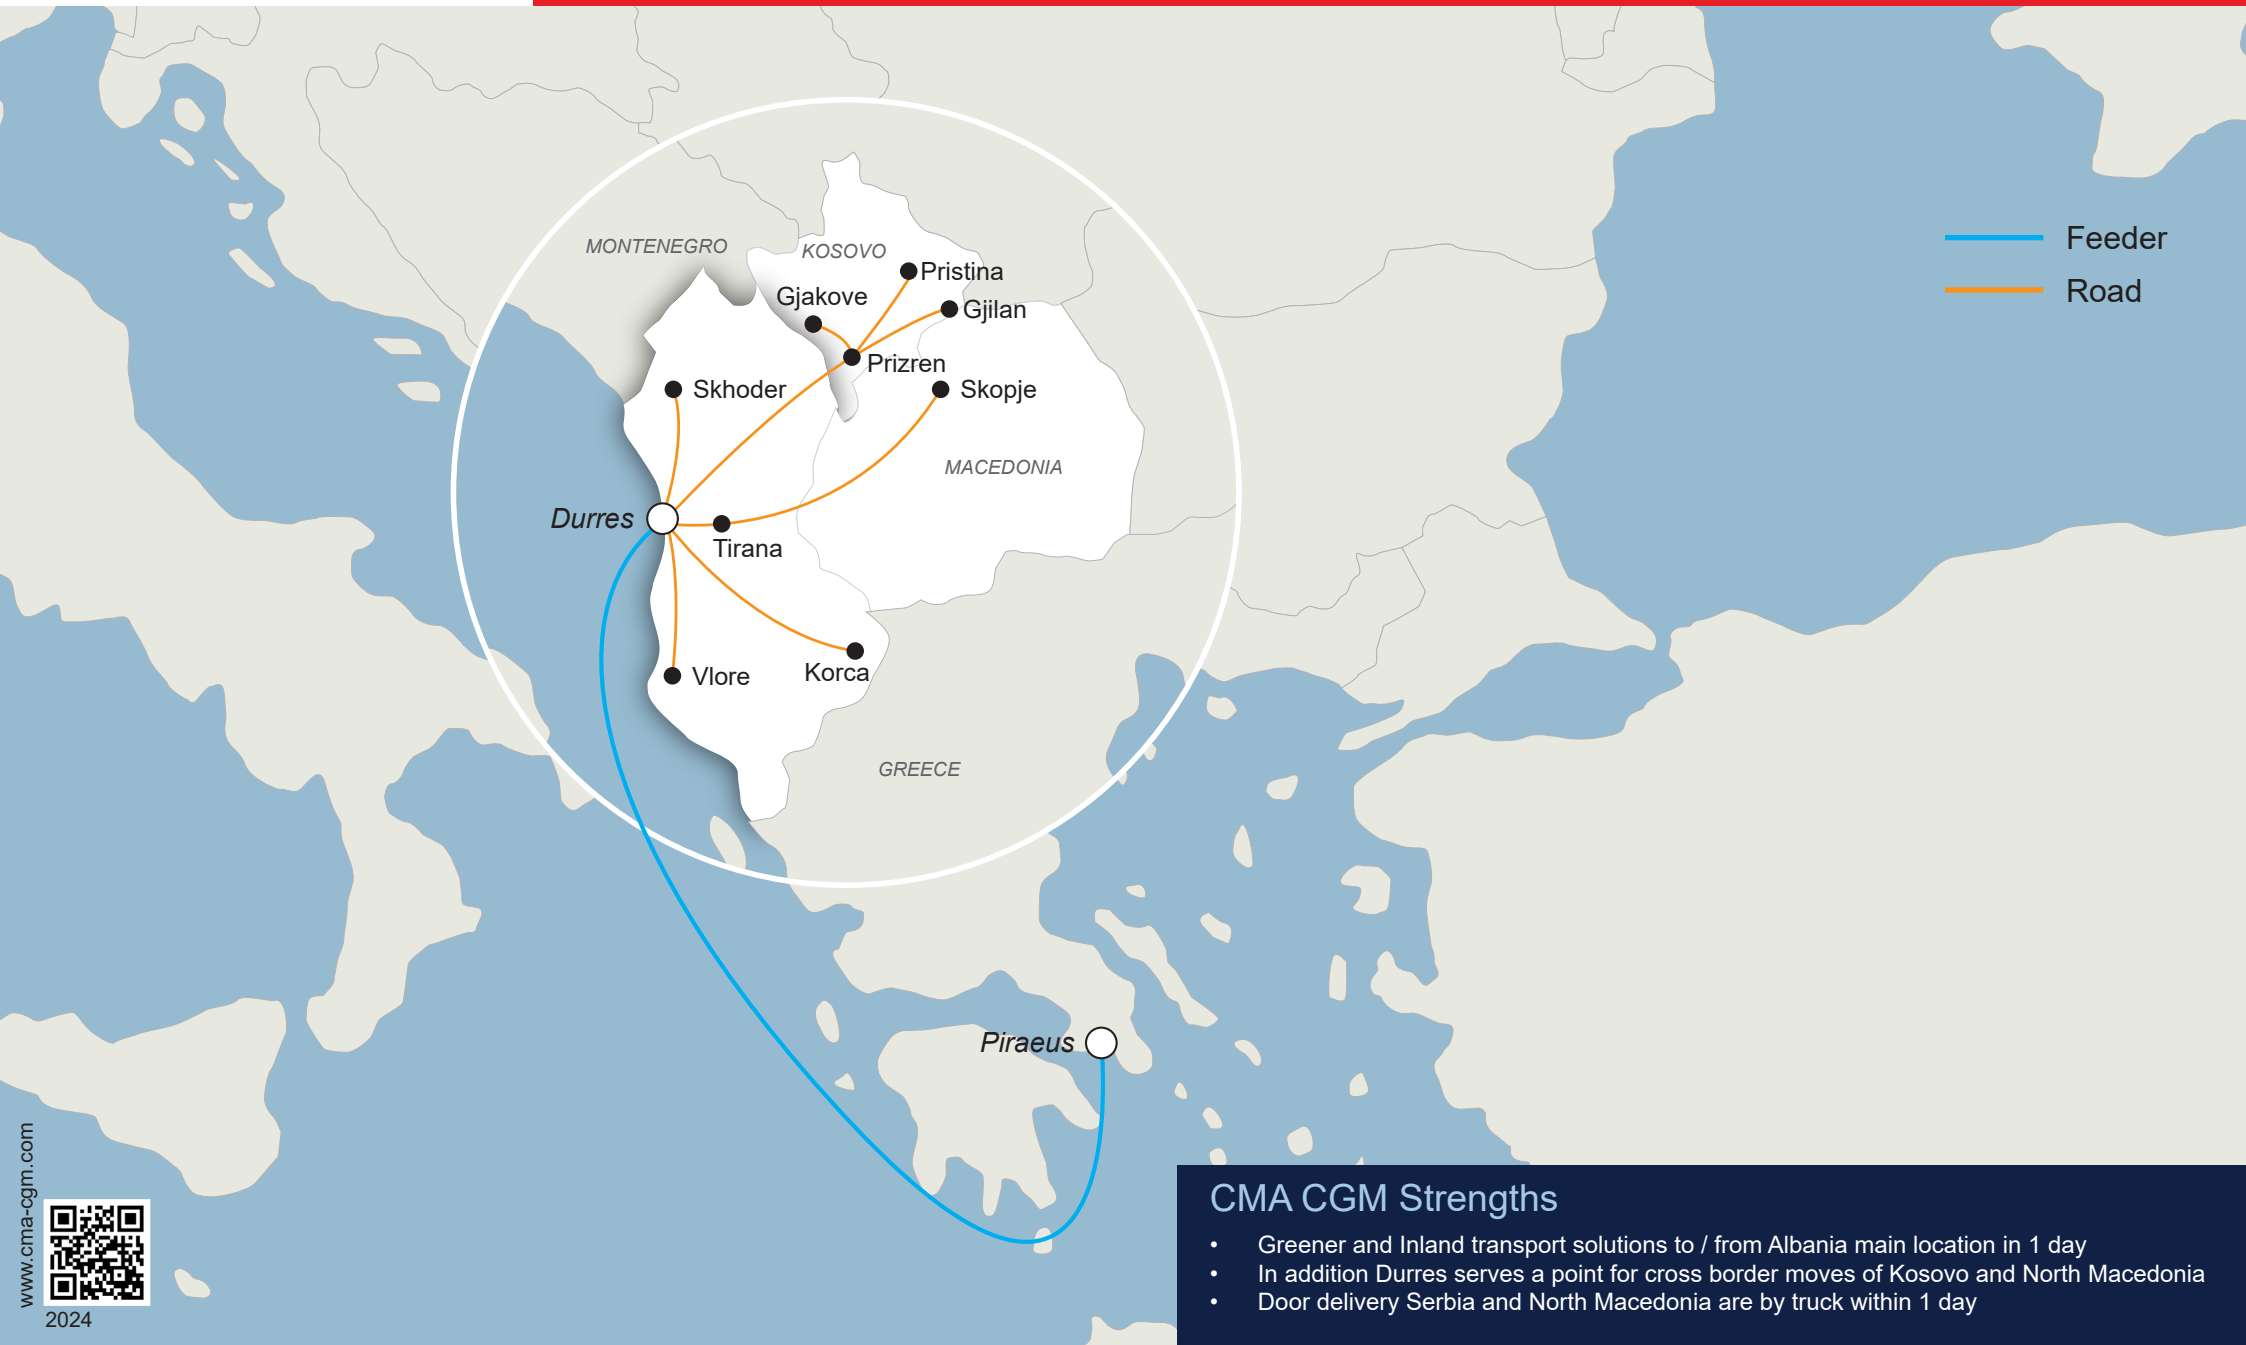 MONTENEGRO
KOSOVO
Pristina
Gjakove
Gjilan
Prizren
Skhoder
Skopje
MACEDONIA
Durres
Tirana
Vlore
Korca
GREECE
Piraeus
Feeder
Road
CMA CGM Strengths
• Greener and Inland transport solutions to / from Albania main location in 1 day
• In addition Durres serves a point for cross border moves of Kosovo and North Macedonia
• Door delivery Serbia and North Macedonia are by truck within 1 day
www.cma-cgm.com
2024